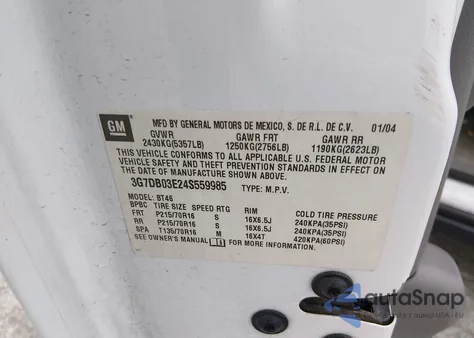 GM
MFD BY GENERAL MOTORS DE MEXICO, S. DE R.L. DE C.V. 01/04
GVWR GAWR FRT GAWR RR
2430KG(5357LB) 1250KG(2756LB) 1190KG(2623LB)
THIS VEHICLE CONFORMS TO ALL APPLICABLE U.S. FEDERAL MOTOR
VEHICLE SAFETY AND THEFT PREVENTION STANDARDS IN EFFECT ON
THE DATE OF MANUFACTURE SHOWN ABOVE.
3G7DB03E24S559985 TYPE: M.P.V.
MODEL: BT46
BPBC TIRE SIZE SPEED RTG RIM COLD TIRE PRESSURE
FRT P215/70R16 S 16X6.5J 240KPA(35PSI)
RR P215/70R16 S 16X6.5J 240KPA(35PSI)
SPA T135/70R16 M 16X4T 420KPA(60PSI)
SEE OWNER'S MANUAL FOR MORE INFORMATION.
autoSnap